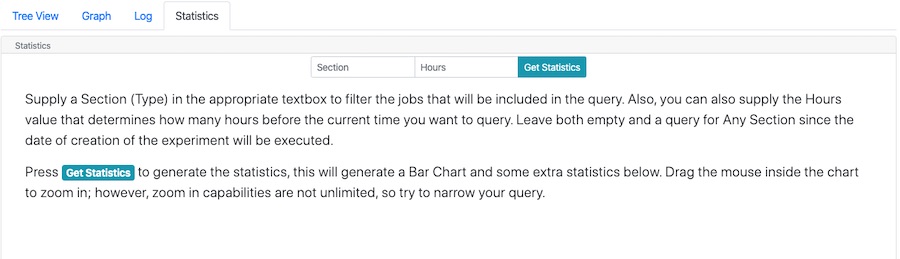 Tree View Graph Log Statistics
Statistics
Section Hours Get Statistics
Supply a Section (Type) in the appropriate textbox to filter the jobs that will be included in the query. Also, you can also supply the Hours
value that determines how many hours before the current time you want to query. Leave both empty and a query for Any Section since the
date of creation of the experiment will be executed.
Press Get Statistics to generate the statistics, this will generate a Bar Chart and some extra statistics below. Drag the mouse inside the chart
to zoom in; however, zoom in capabilities are not unlimited, so try to narrow your query.